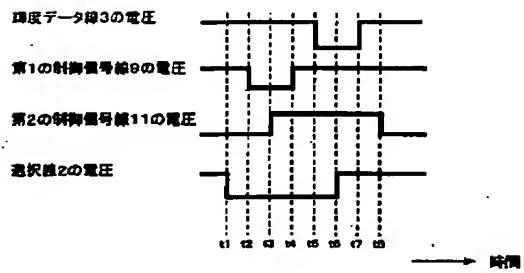 輝度データ線3の電圧
第1の制御信号線9の電圧
第2の制御信号線11の電圧
選択線2の電圧
t1 t2 t3 t4 t5 t6 t7 t8
時間